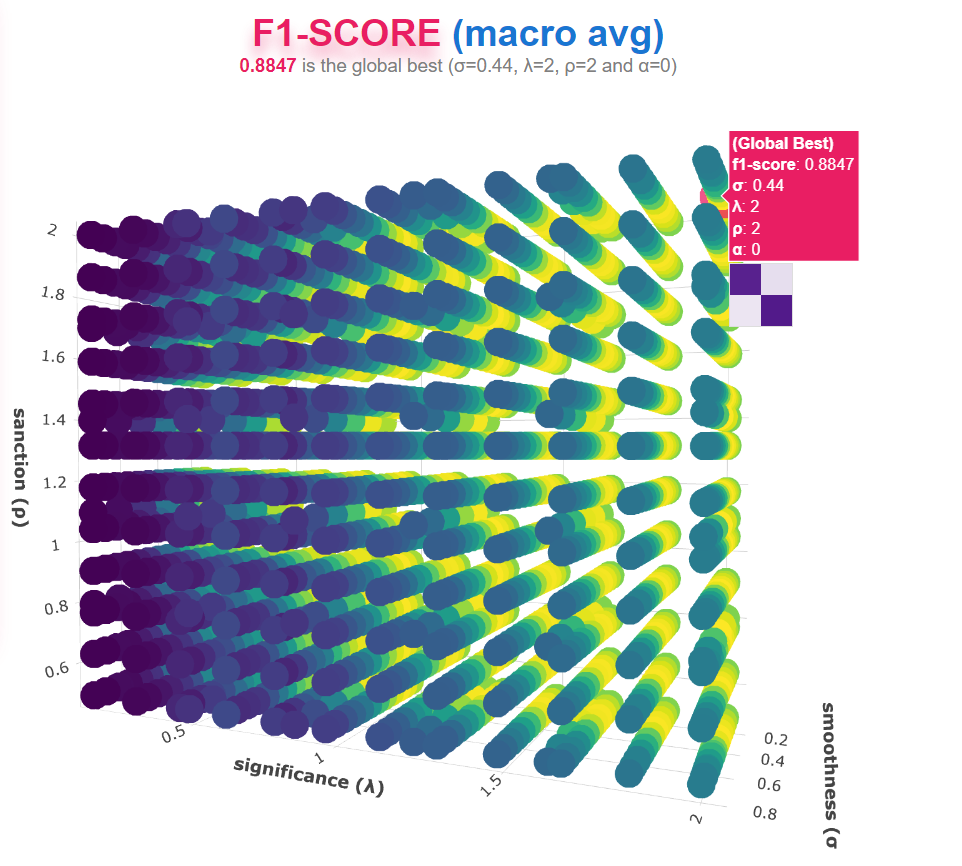 F1-SCORE (macro avg)
0.8847 is the global best (σ=0.44, λ=2, ρ=2 and α=0)
(Global Best)
f1-score: 0.8847
σ: 0.44
λ: 2
ρ: 2
α: 0
2
1.8
1.6
1.4
1.2
1
0.8
0.6
sanction (ρ)
0.5
1
1.5
2
significance (λ)
0.2
0.4
0.6
0.8
smoothness (σ